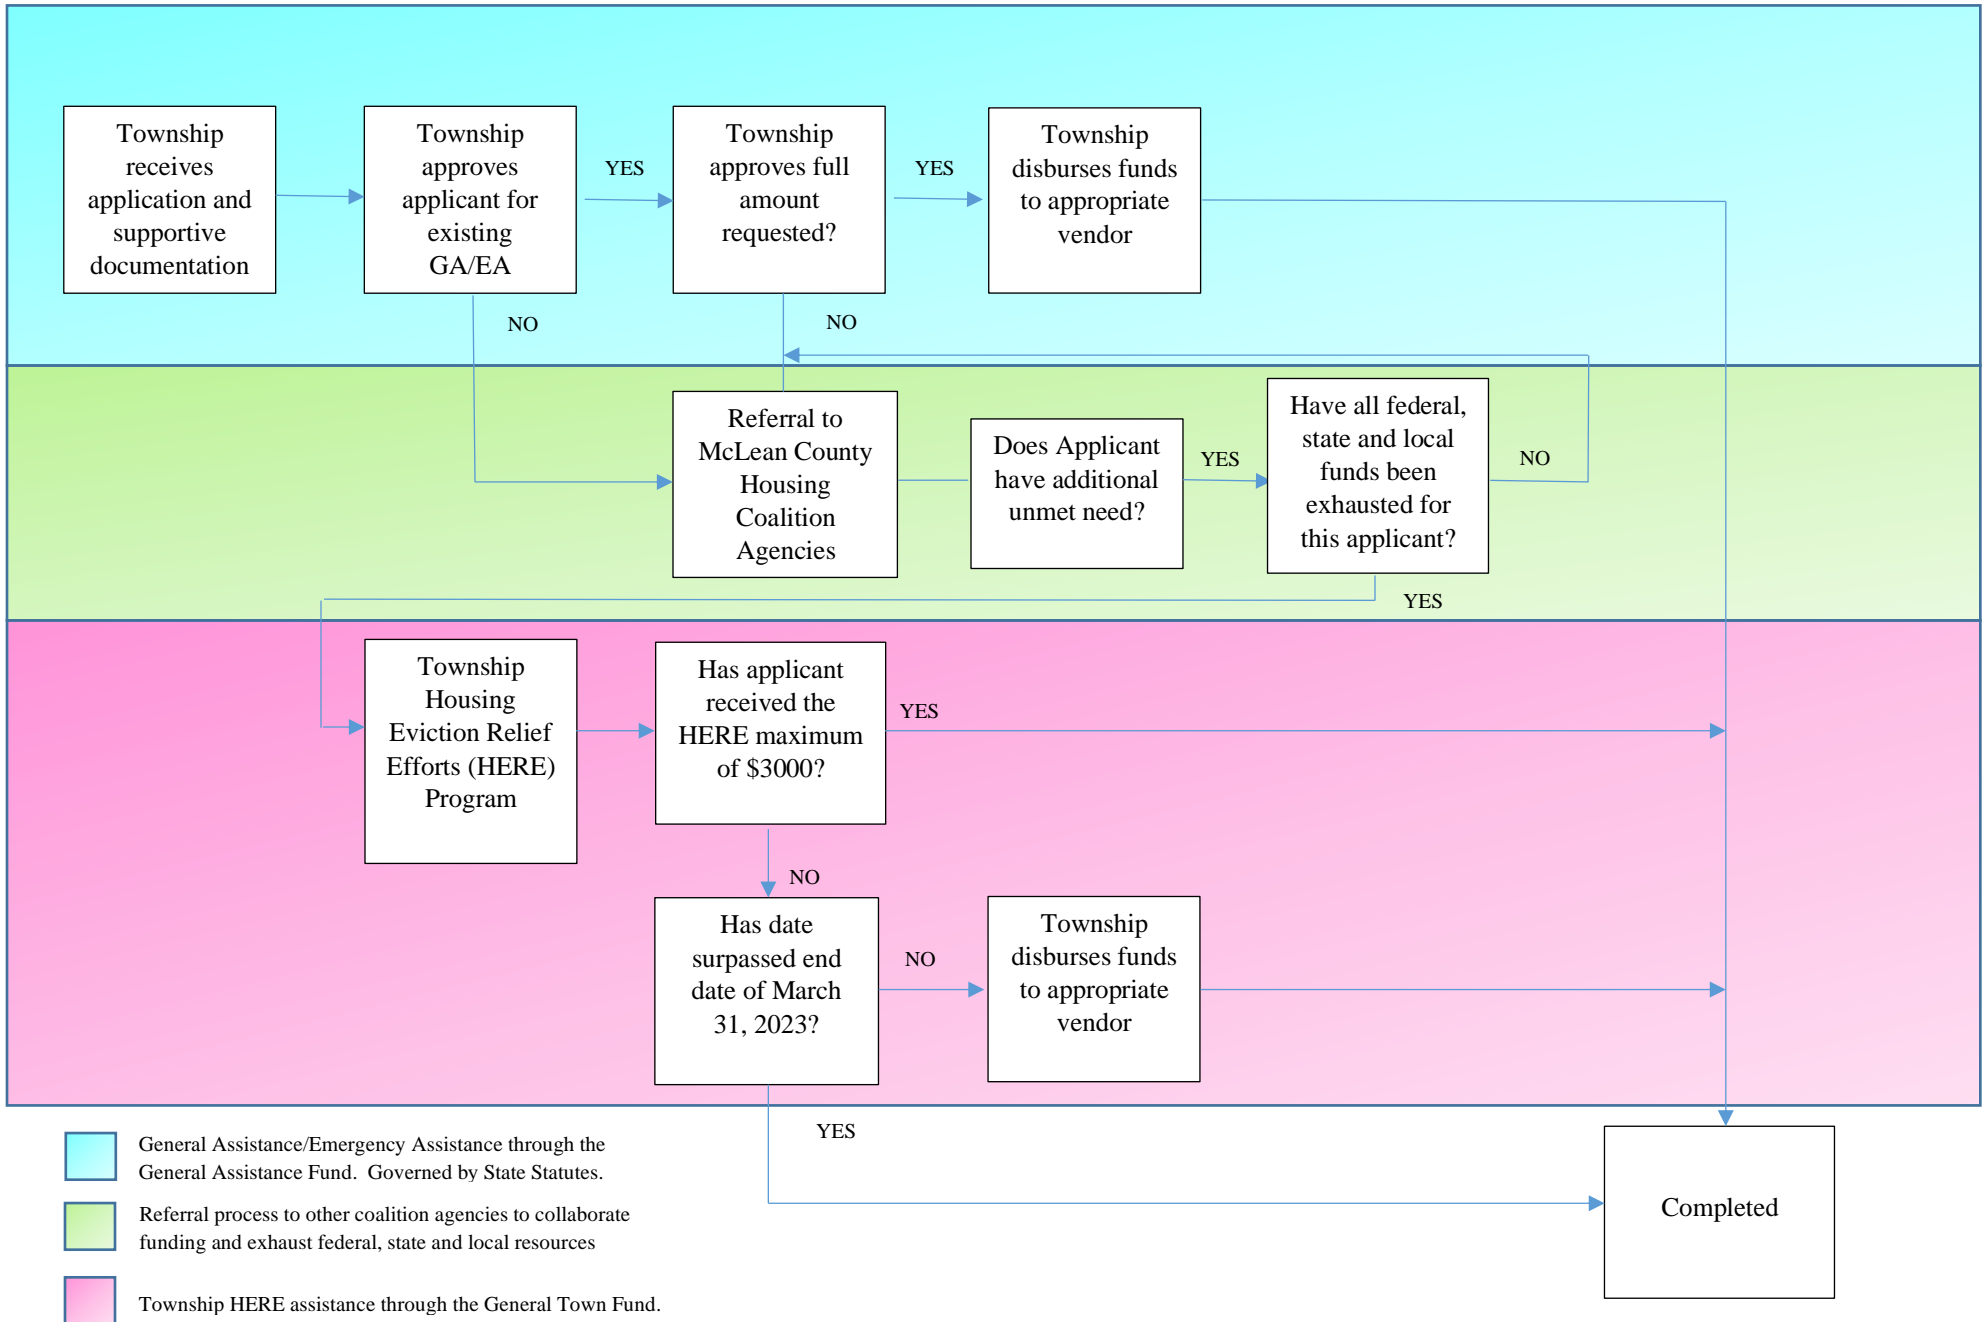 Township
receives
application and
supportive
documentation
Township
approves
applicant for
existing
GA/EA
YES
Township
approves full
amount
requested?
YES
Township
disburses funds
to appropriate
vendor
NO
NO
Referral to
McLean County
Housing
Coalition
Agencies
Does Applicant
have additional
unmet need?
YES
Have all federal,
state and local
funds been
exhausted for
this applicant?
NO
YES
Township
Housing
Eviction Relief
Efforts (HERE)
Program
Has applicant
received the
HERE maximum
of $3000?
YES
NO
Has date
surpassed end
date of March
31, 2023?
NO
Township
disburses funds
to appropriate
vendor
YES
Completed
General Assistance/Emergency Assistance through the
General Assistance Fund.  Governed by State Statutes.
Referral process to other coalition agencies to collaborate
funding and exhaust federal, state and local resources
Township HERE assistance through the General Town Fund.